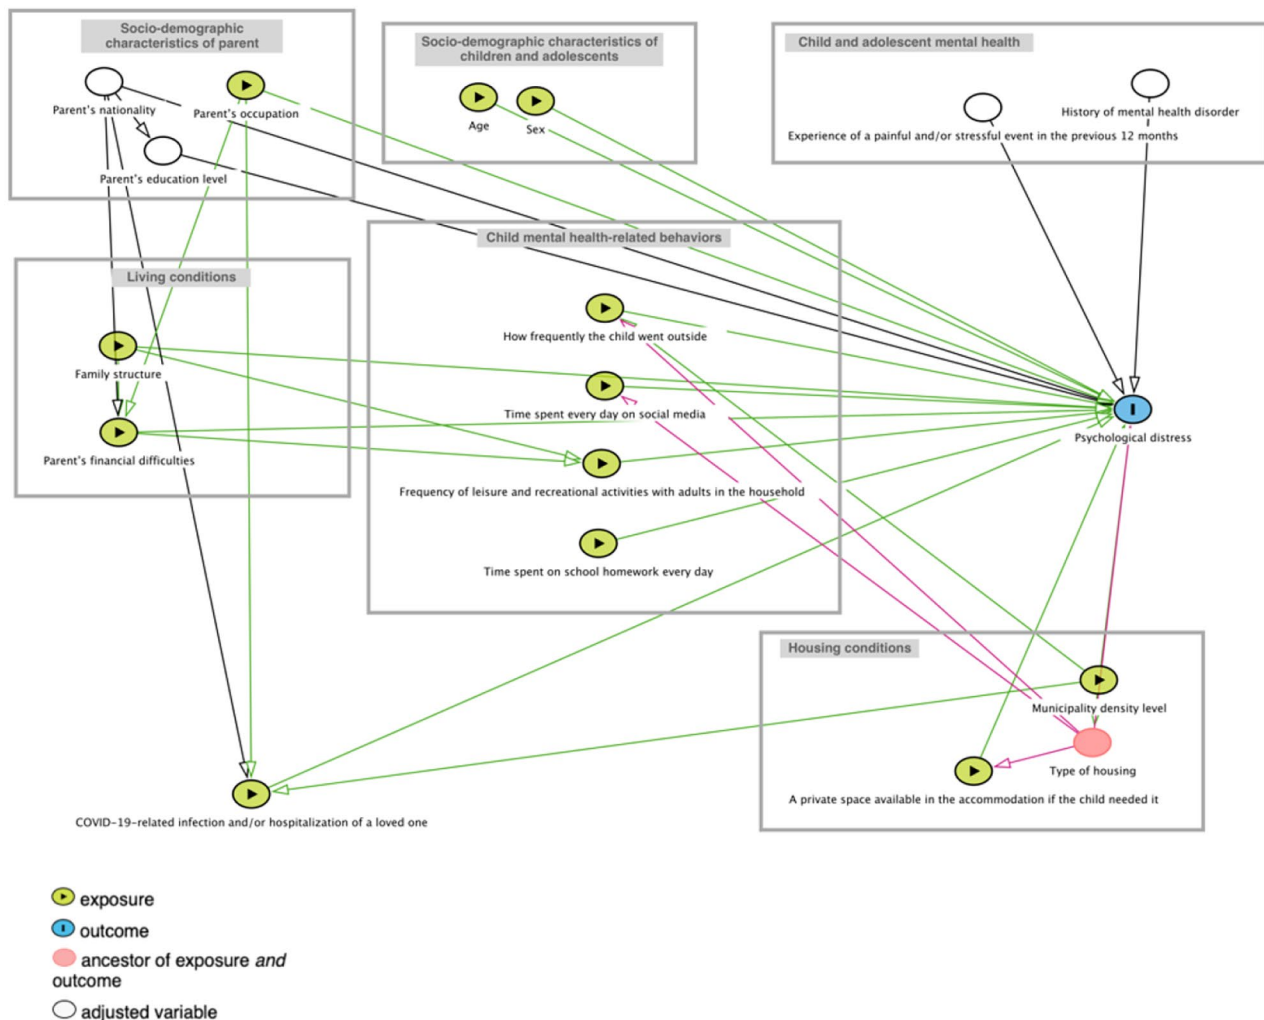 Socio-demographic
characteristics of parent
Parent's nationality
Parent's occupation
Parent's education level
Socio-demographic characteristics of
children and adolescents
Age
Sex
Child and adolescent mental health
History of mental health disorder
Experience of a painful and/or stressful event in the previous 12 months
Living conditions
Family structure
Parent's financial difficulties
Child mental health-related behaviors
How frequently the child went outside
Time spent every day on social media
Frequency of leisure and recreational activities with adults in the household
Time spent on school homework every day
Psychological distress
Housing conditions
Municipality density level
Type of housing
A private space available in the accommodation if the child needed it
COVID-19-related infection and/or hospitalization of a loved one
exposure
outcome
ancestor of exposure and
outcome
adjusted variable